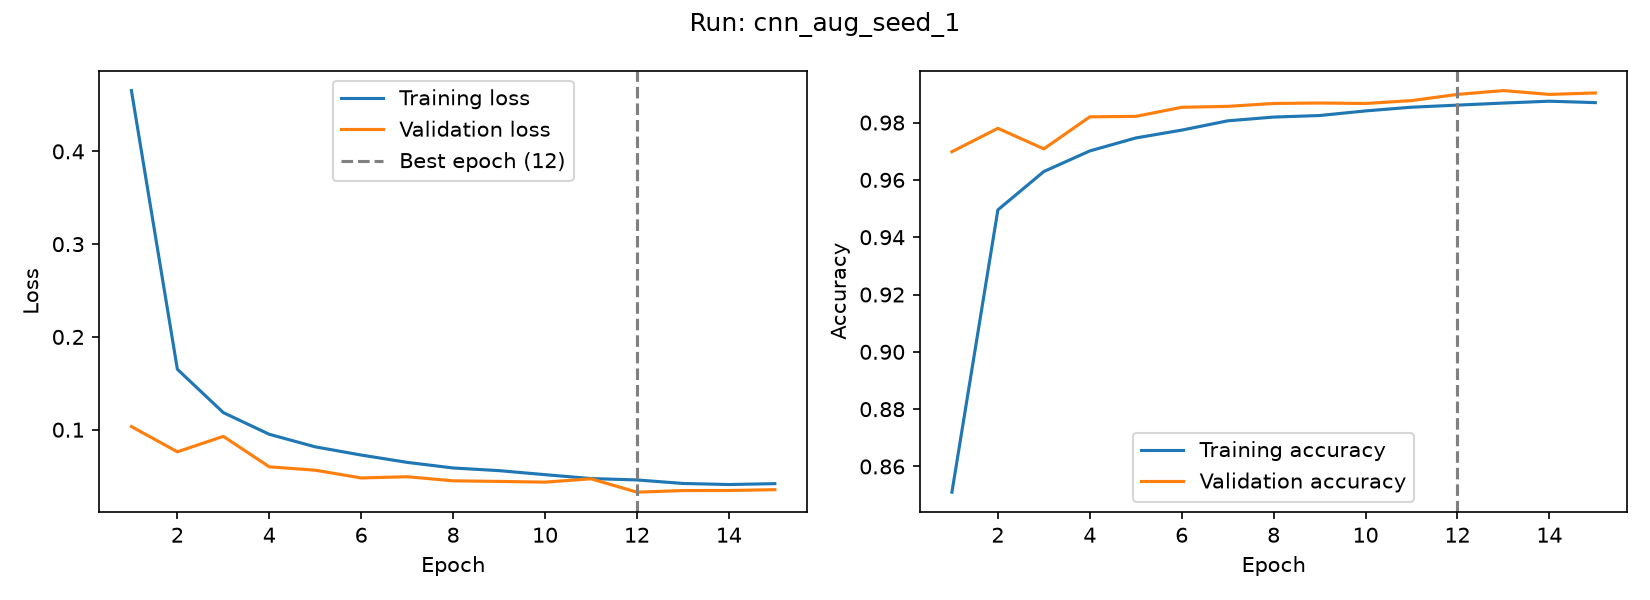 Run: cnn_aug_seed_1
Training loss
Validation loss
Best epoch (12)
0.4
0.3
0.2
0.1
Loss
2 4 6 8 10 12 14
Epoch
0.98
0.96
0.94
0.92
0.90
0.88
0.86
Accuracy
Training accuracy
Validation accuracy
2 4 6 8 10 12 14
Epoch